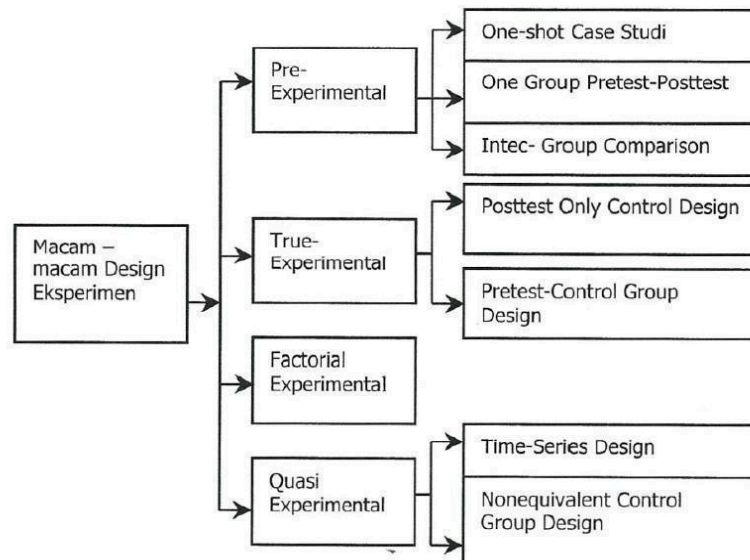 Macam –
macam Design
Eksperimen
Pre-
Experimental
One-shot Case Studi
One Group Pretest-Posttest
Intec- Group Comparison
True-
Experimental
Posttest Only Control Design
Pretest-Control Group
Design
Factorial
Experimental
Quasi
Experimental
Time-Series Design
Nonequivalent Control
Group Design